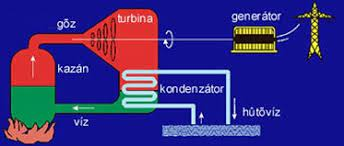 gőz
turbina
generátor
kazán
kondenzátor
víz
hűtővíz